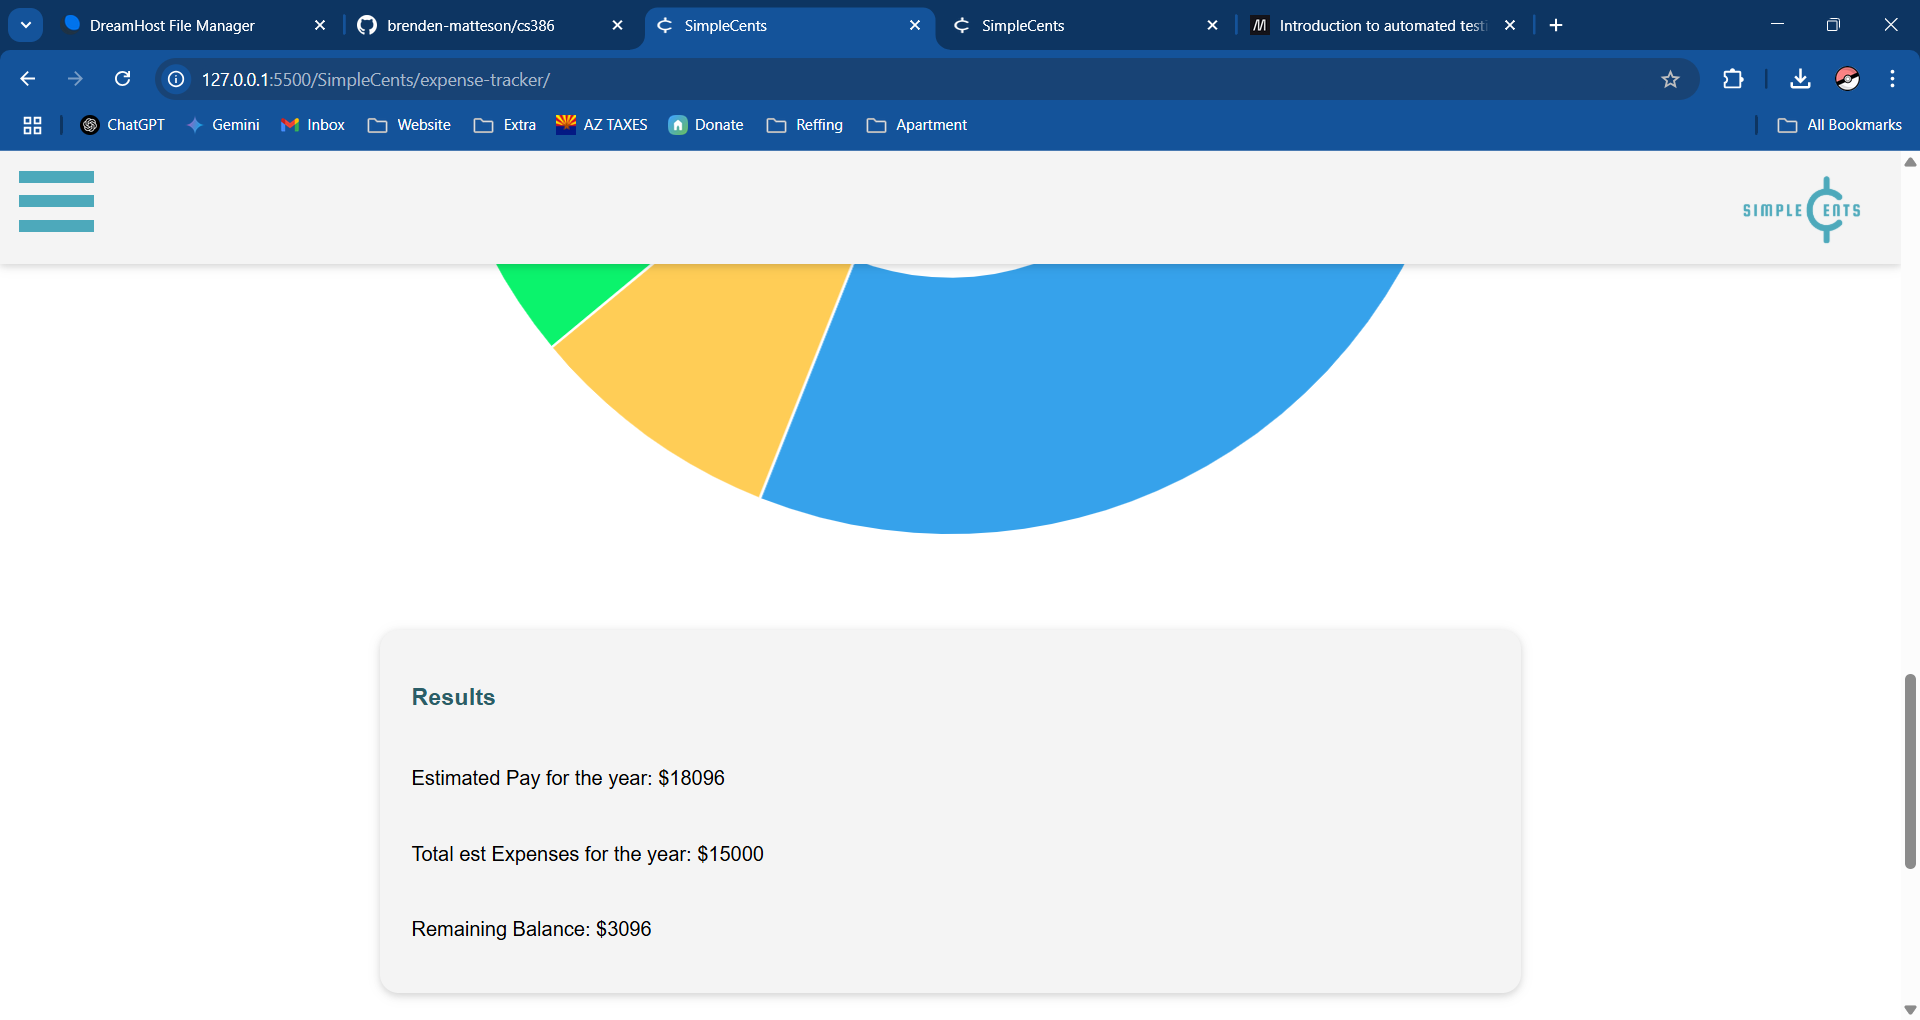 DreamHost File Manager
brenden-matteson/cs386
SimpleCents
SimpleCents
Introduction to automated testi
127.0.0.1:5500/SimpleCents/expense-tracker/
ChatGPT
Gemini
Inbox
Website
Extra
AZ TAXES
Donate
Reffing
Apartment
All Bookmarks
SIMPLE CENTS
Results
Estimated Pay for the year: $18096
Total est Expenses for the year: $15000
Remaining Balance: $3096